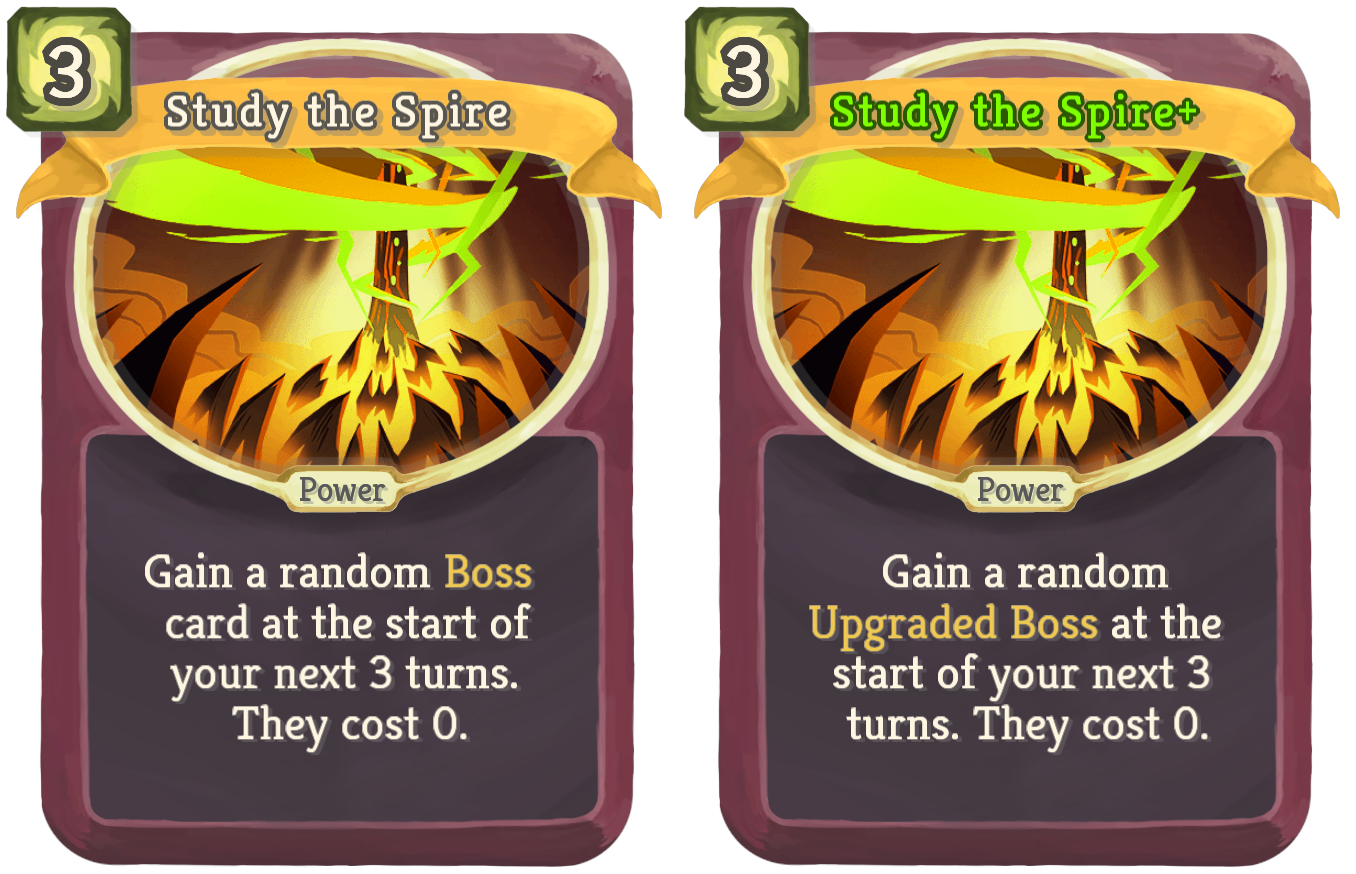 3
Study the Spire
Power
Gain a random Boss
card at the start of
your next 3 turns.
They cost 0.
3
Study the Spire+
Power
Gain a random
Upgraded Boss at the
start of your next 3
turns. They cost 0.